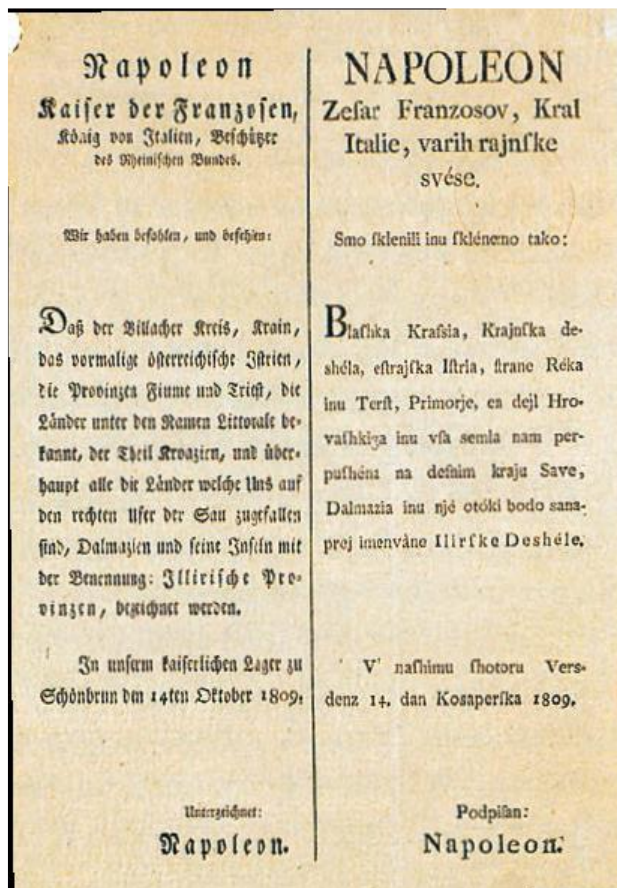 Napoleon
Kaiser der Franzosen,
König von Italien, Beschützer
des Rheinischen Bundes.
Wir haben befohlen, und befehlen:
Daß der Villacher Kreis, Krain,
das vormalige österreichische Istrien,
die Provinzen Fiume und Triest, die
Länder unter den Namen Littorale be-
kannt, der Theil Kroazien, und über-
haupt alle die Länder welche Uns auf
den rechten Ufer der Sau zugefallen
sind, Dalmazien und seine Inseln mit
der Benennung: Illirische Pro-
vinzen, bezeichnet werden.
In unserm kaiserlichen Lager zu
Schönbrun den 14ten Oktober 1809.
Unterzeichnet:
Napoleon.
NAPOLEON
Zeſar Franzosov, Kral
Italie, varih rajnſke
svése.
Smo ſklenili inu ſklénemo tako:
Blaſhka Kraſsia, Krajnſka de-
shéla, eſtrajſka Iſtria, ſtrane Réka
inu Terſt, Primorje, en dejl Hro-
vaſhkiga inu vſa semla nam per-
puſhéna na deſnim kraju Save,
Dalmazia inu njé otóki bodo sana-
prej imenváne Ilirſke Deshéle.
V' naſhimu ſhotoru Vers-
denz 14. dan Kosaperſka 1809.
Podpiſan:
Napoleon.